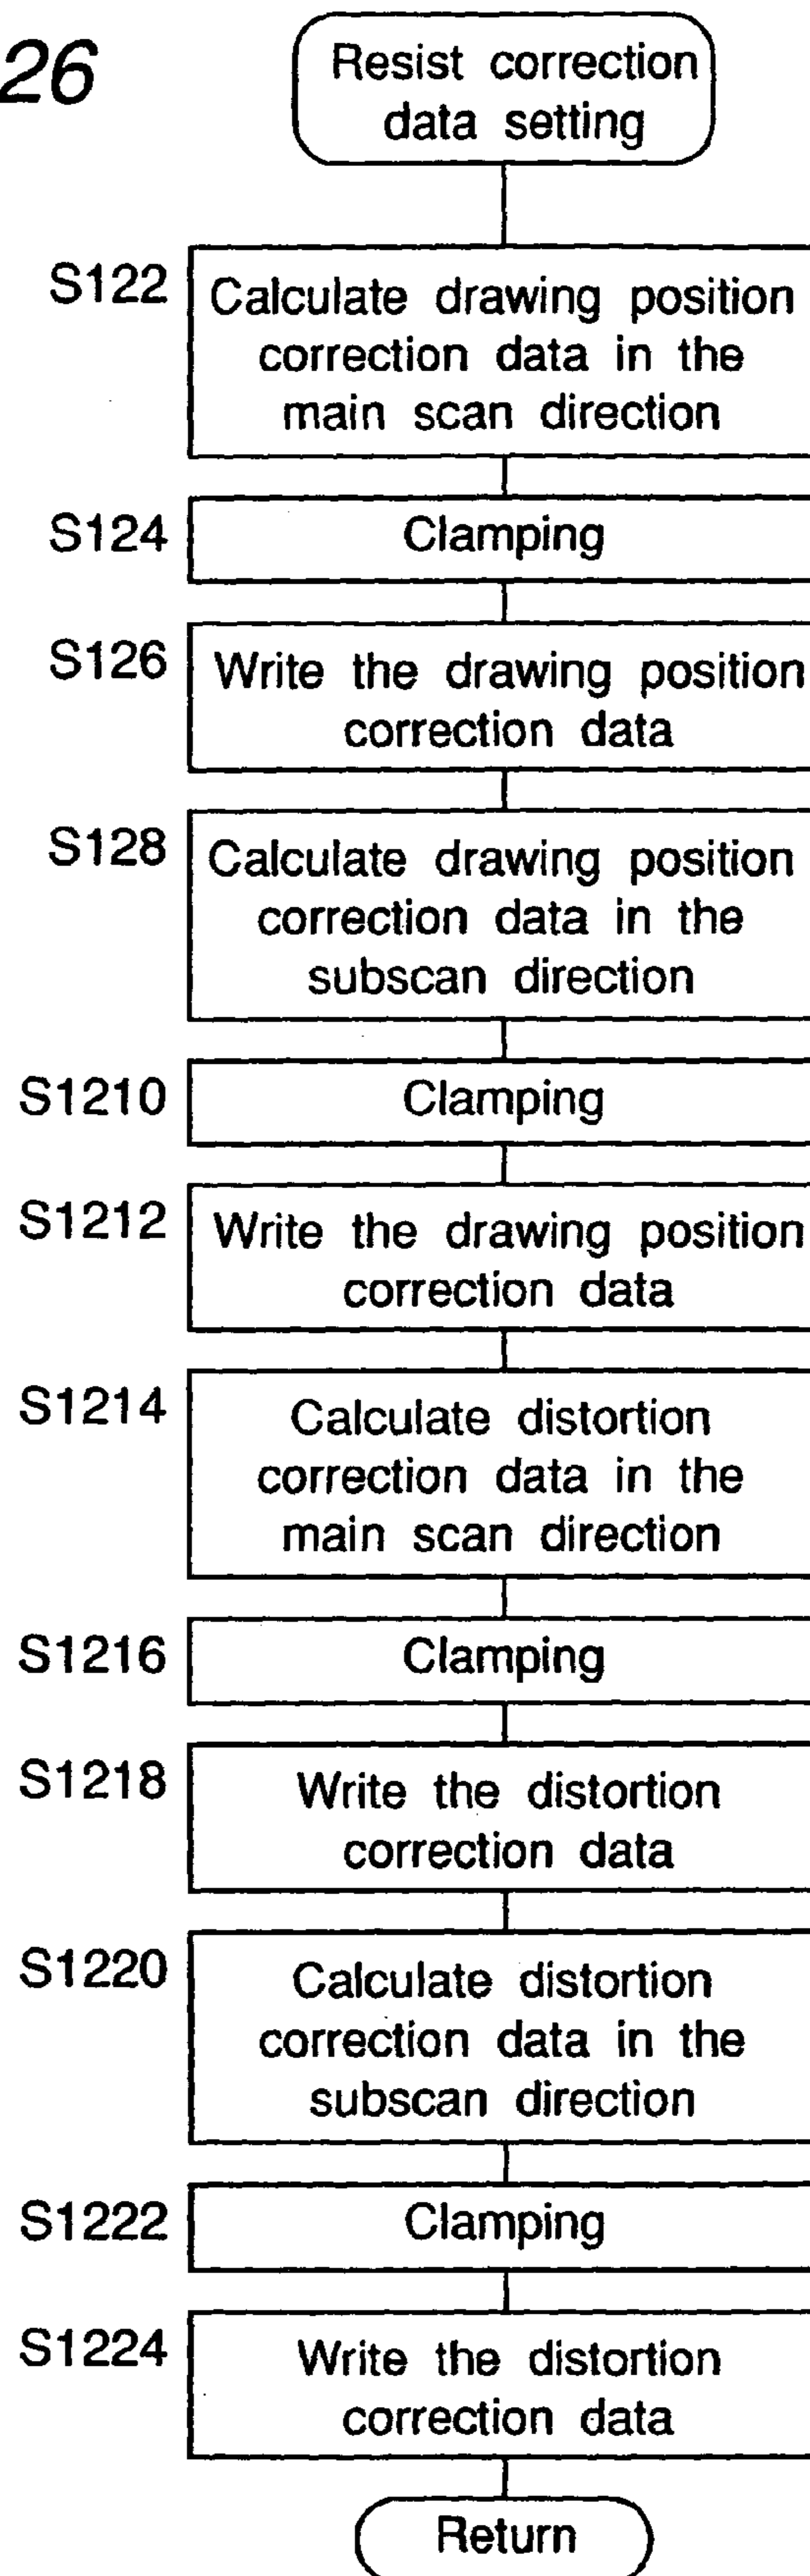 26
Resist correction
data setting
S122
Calculate drawing position
correction data in the
main scan direction
S124
Clamping
S126
Write the drawing position
correction data
S128
Calculate drawing position
correction data in the
subscan direction
S1210
Clamping
S1212
Write the drawing position
correction data
S1214
Calculate distortion
correction data in the
main scan direction
S1216
Clamping
S1218
Write the distortion
correction data
S1220
Calculate distortion
correction data in the
subscan direction
S1222
Clamping
S1224
Write the distortion
correction data
Return